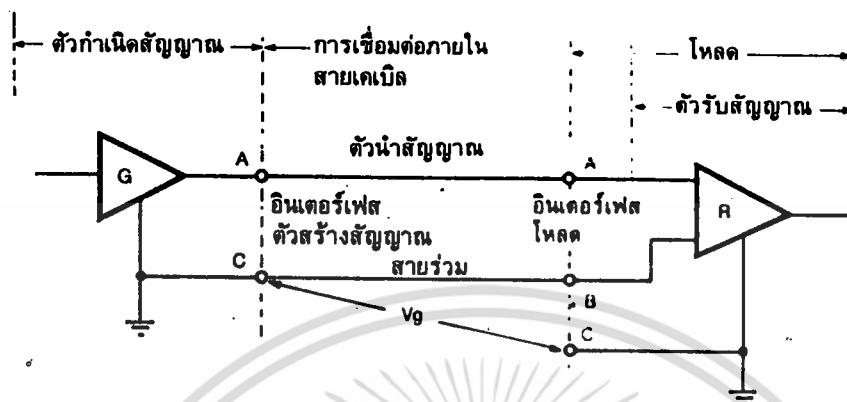 ตัวกำเนิดสัญญาณ
การเชื่อมต่อภายใน
สายเคเบิล
โหลด
ตัวรับสัญญาณ
G
A
ตัวนำสัญญาณ
A
R
อินเตอร์เฟส
ตัวสร้างสัญญาณ
อินเตอร์เฟส
โหลด
C
สายร่วม
B
Vg
C